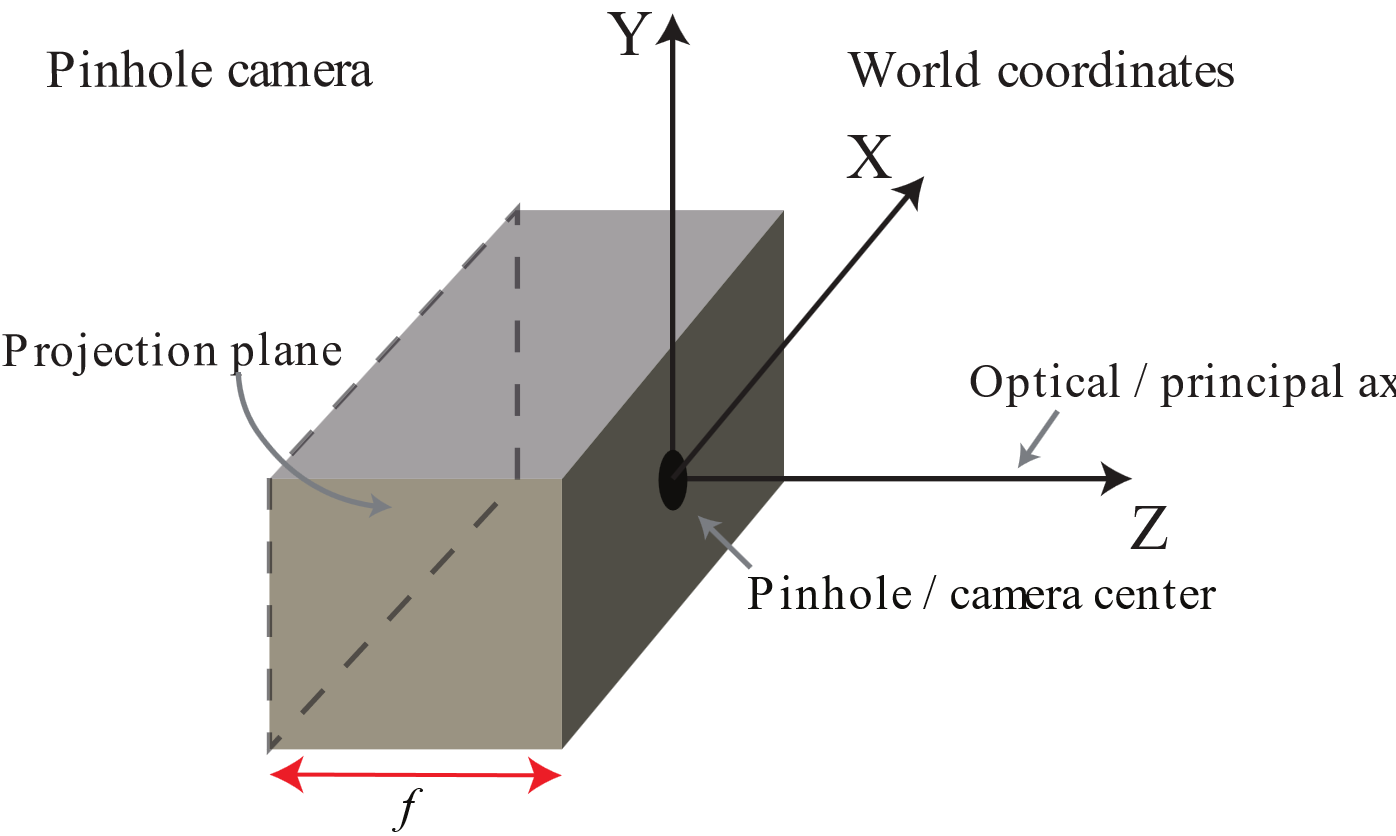 Pinhole camera
Y
World coordinates
X
Projection plane
Optical / principal ax
Z
Pinhole / camera center
f